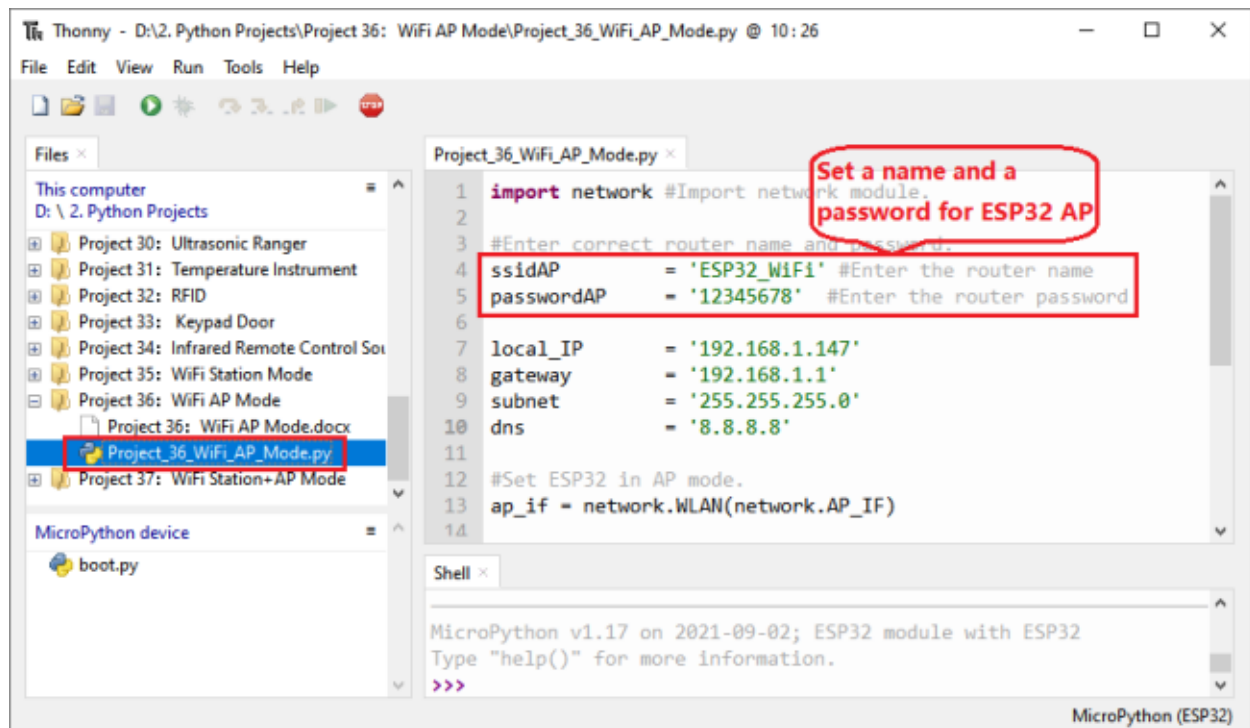 Thonny - D:\2. Python Projects\Project 36: WiFi AP Mode\Project_36_WiFi_AP_Mode.py @ 10:26
File Edit View Run Tools Help
STOP
Files
This computer
D: \ 2. Python Projects
Project 30: Ultrasonic Ranger
Project 31: Temperature Instrument
Project 32: RFID
Project 33: Keypad Door
Project 34: Infrared Remote Control Sou
Project 35: WiFi Station Mode
Project 36: WiFi AP Mode
Project 36: WiFi AP Mode.docx
Project_36_WiFi_AP_Mode.py
Project 37: WiFi Station+AP Mode
MicroPython device
boot.py
Project_36_WiFi_AP_Mode.py
Set a name and a
password for ESP32 AP
1 import network #Import network module.
2
3 #Enter correct router name and password.
4 ssidAP = 'ESP32_WiFi' #Enter the router name
5 passwordAP = '12345678' #Enter the router password
6
7 local_IP = '192.168.1.147'
8 gateway = '192.168.1.1'
9 subnet = '255.255.255.0'
10 dns = '8.8.8.8'
11
12 #Set ESP32 in AP mode.
13 ap_if = network.WLAN(network.AP_IF)
14
Shell
MicroPython v1.17 on 2021-09-02; ESP32 module with ESP32
Type "help()" for more information.
>>>
MicroPython (ESP32)